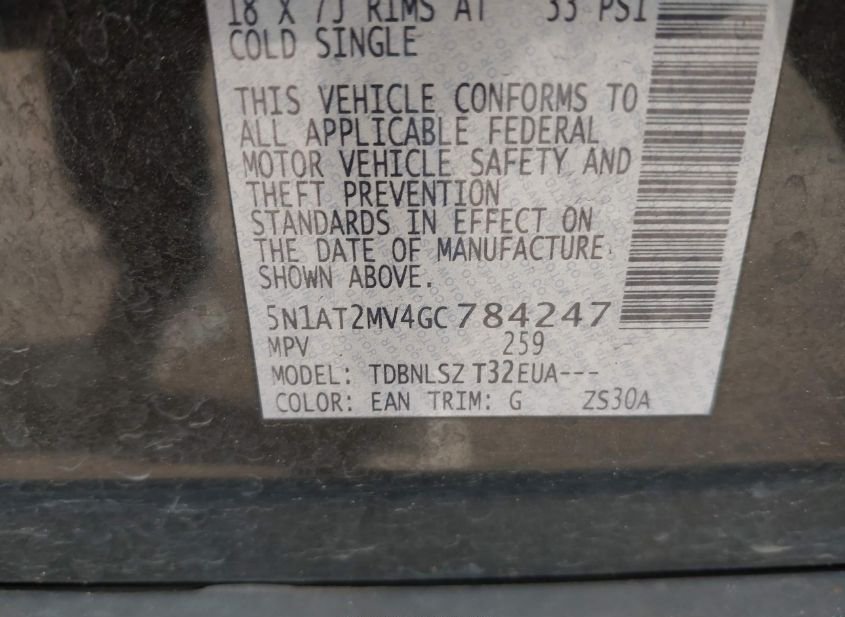 18 X 7J RIMS AT 33 PSI
COLD SINGLE
THIS VEHICLE CONFORMS TO
ALL APPLICABLE FEDERAL
MOTOR VEHICLE SAFETY AND
THEFT PREVENTION
STANDARDS IN EFFECT ON
THE DATE OF MANUFACTURE
SHOWN ABOVE.
5N1AT2MV4GC784247
MPV 259
MODEL: TDBNLSZ T32EUA---
COLOR: EAN TRIM: G ZS30A